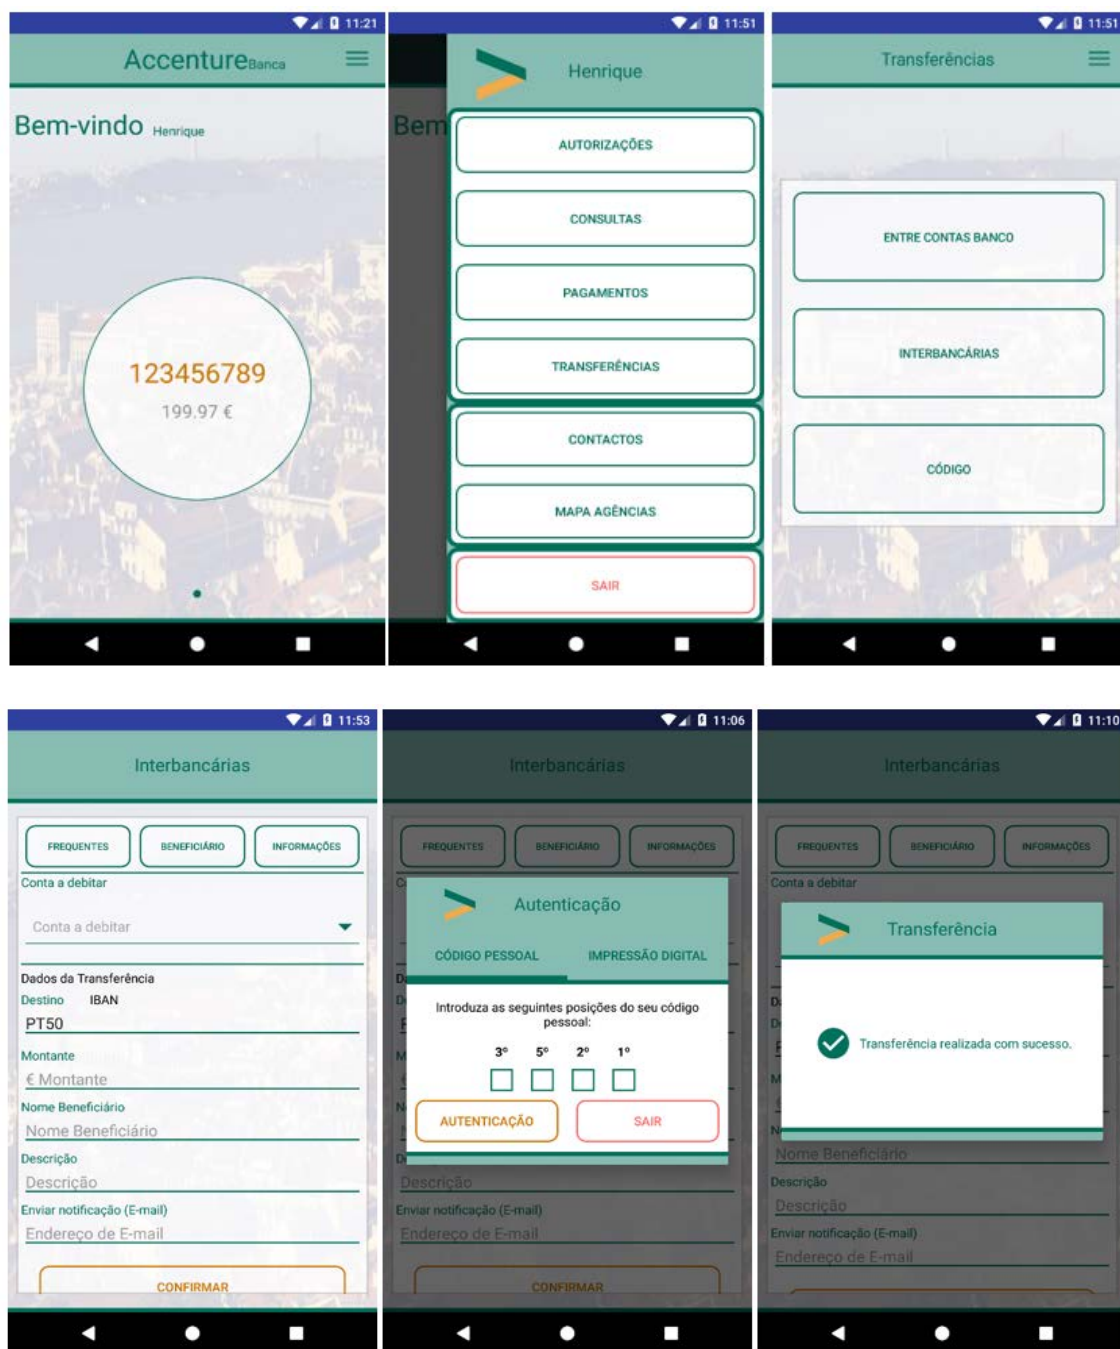 11:21
AccentureBanca
Bem-vindo Henrique
123456789
199.97 €
11:51
Bem
Henrique
AUTORIZAÇÕES
CONSULTAS
PAGAMENTOS
TRANSFERÊNCIAS
CONTACTOS
MAPA AGÊNCIAS
SAIR
11:51
Transferências
ENTRE CONTAS BANCO
INTERBANCÁRIAS
CÓDIGO
11:53
Interbancárias
FREQUENTES BENEFICIÁRIO INFORMAÇÕES
Conta a debitar
Conta a debitar
Dados da Transferência
Destino IBAN
PT50
Montante
€ Montante
Nome Beneficiário
Nome Beneficiário
Descrição
Descrição
Enviar notificação (E-mail)
Endereço de E-mail
CONFIRMAR
11:06
Interbancárias
FREQUENTES BENEFICIÁRIO INFORMAÇÕES
Autenticação
CÓDIGO PESSOAL IMPRESSÃO DIGITAL
Introduza as seguintes posições do seu código
pessoal:
3º 5º 2º 1º
AUTENTICAÇÃO SAIR
Descrição
Enviar notificação (E-mail)
Endereço de E-mail
CONFIRMAR
11:10
Interbancárias
FREQUENTES BENEFICIÁRIO INFORMAÇÕES
Conta a debitar
Transferência
Transferência realizada com sucesso.
Nome Beneficiário
Descrição
Descrição
Enviar notificação (E-mail)
Endereço de E-mail